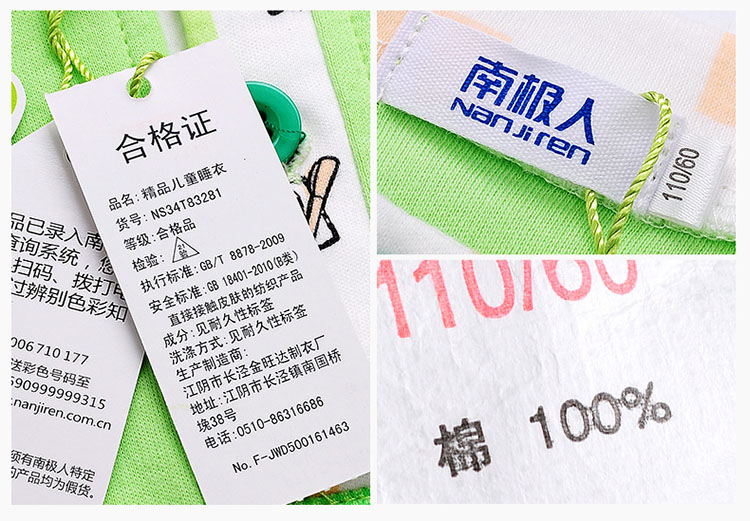 合格证
品名: 精品儿童睡衣
货号: NS34T83281
等级: 合格品
检验:
执行标准: GB/T 8878-2009
安全标准: GB 18401-2010(B类)
直接接触皮肤的纺织产品
成分: 见耐久性标签
洗涤方式: 见耐久性标签
生产制造商:
江阴市长泾金旺达制衣厂
地址: 江阴市长泾镇南国桥
境38号
电话: 0510-86316686
No. F-JWD500161463
品已录入南
查询系统, 您
扫码、拨打电
过辨别色彩知
006 710 177
送彩色号码至
5909999999315
.nanjiren.com.cn
须有南极人特定
的产品均为假货。
南极人
NanJiren
110/60
110/60
棉 100%